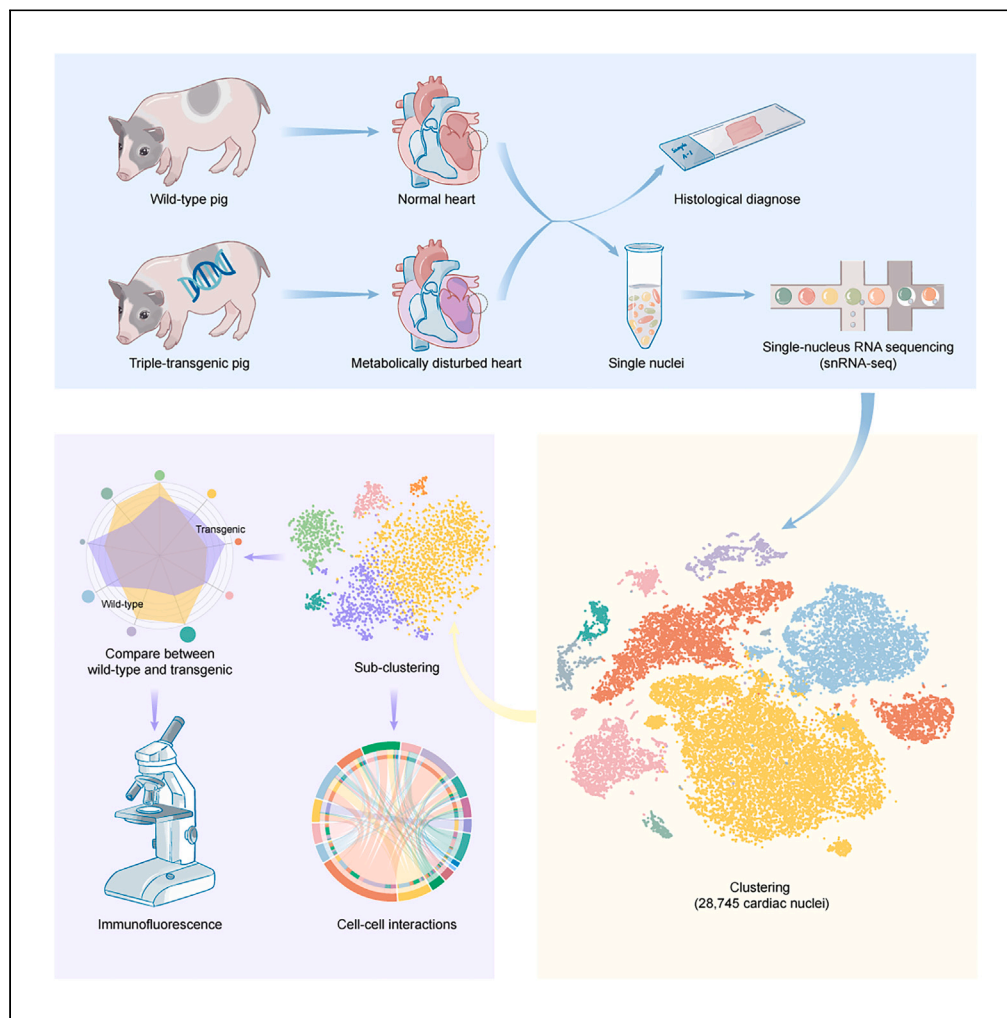 Wild-type pig
Normal heart
Histological diagnose
Sample
A-1
Triple-transgenic pig
Metabolically disturbed heart
Single nuclei
Single-nucleus RNA sequencing
(snRNA-seq)
Transgenic
Wild-type
Compare between
wild-type and transgenic
Sub-clustering
Immunofluorescence
Cell-cell interactions
Clustering
(28,745 cardiac nuclei)